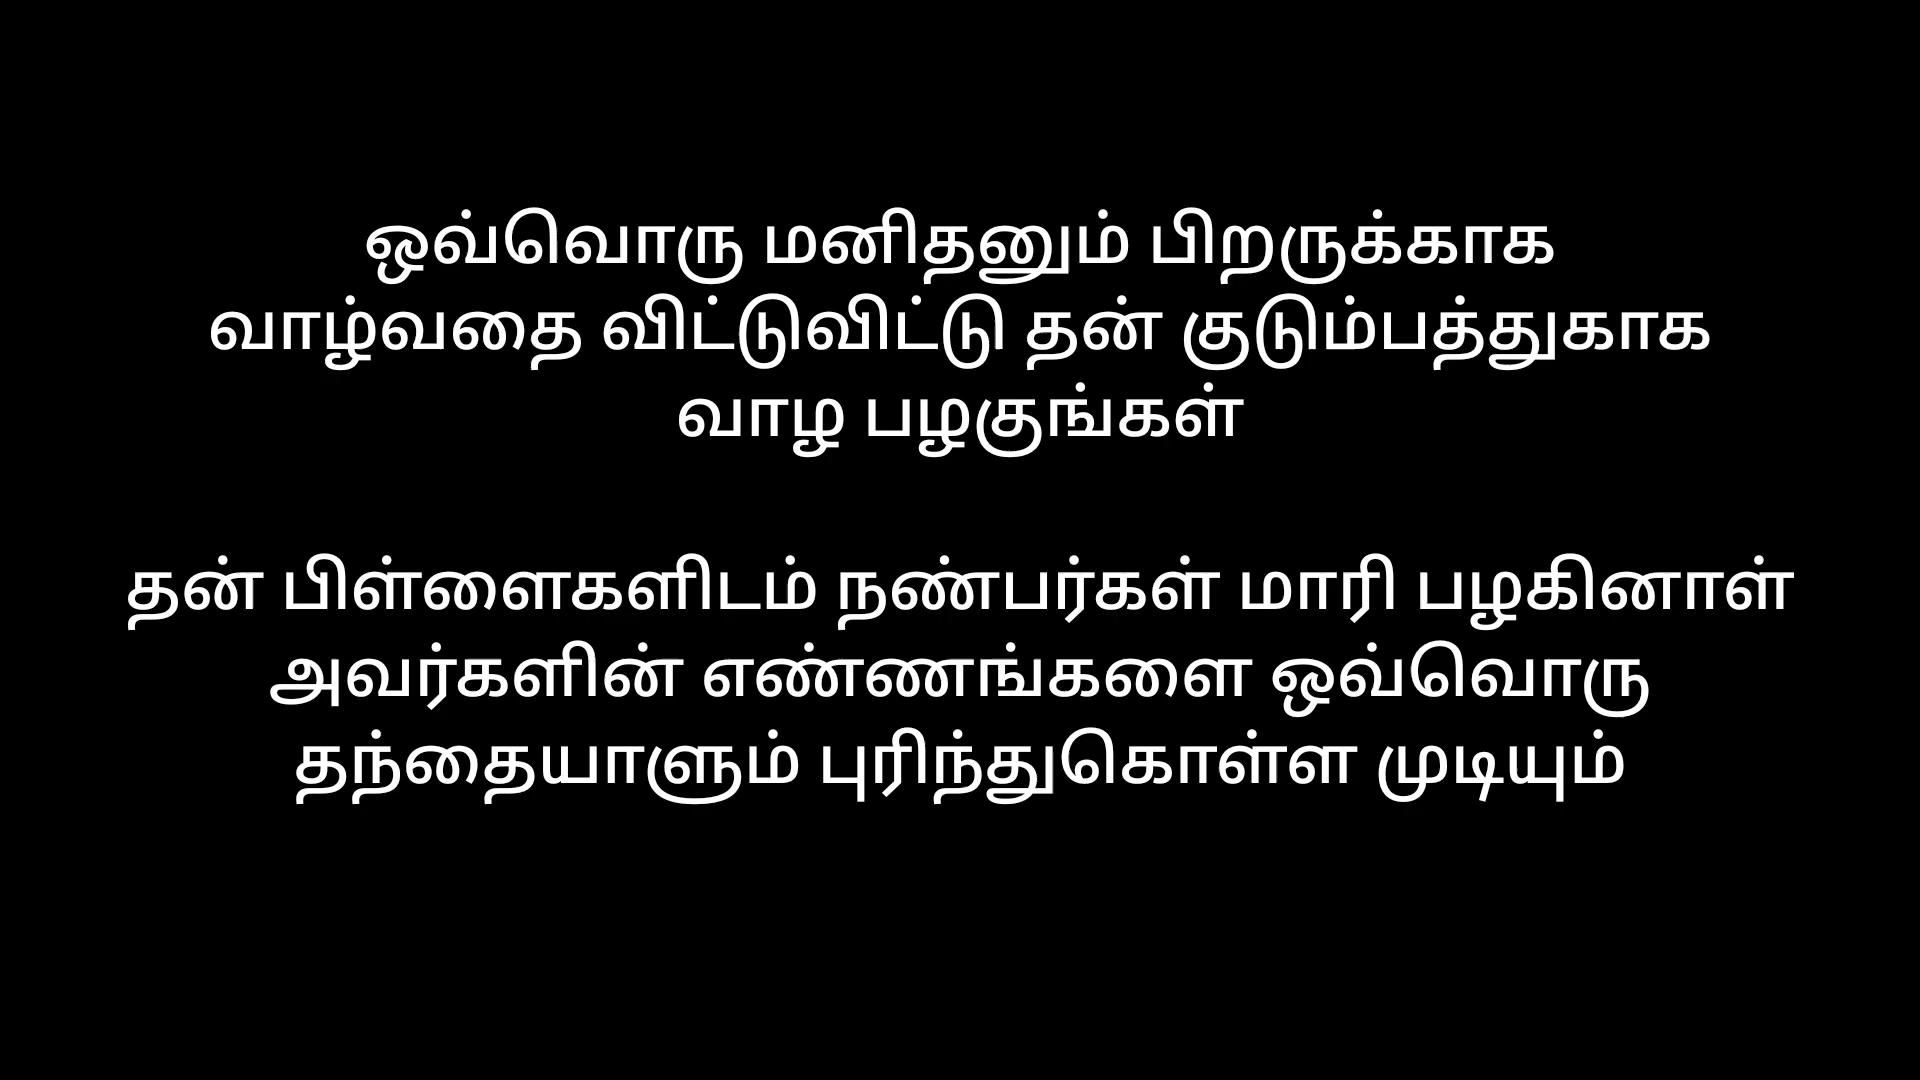 ஒவ்வொரு மனிதனும் பிறருக்காக
வாழ்வதை விட்டுவிட்டு தன் குடும்பத்துகாக
வாழ பழகுங்கள்
தன் பிள்ளைகளிடம் நண்பர்கள் மாரி பழகினாள்
அவர்களின் எண்ணங்களை ஒவ்வொரு
தந்தையாளும் புரிந்துகொள்ள முடியும்